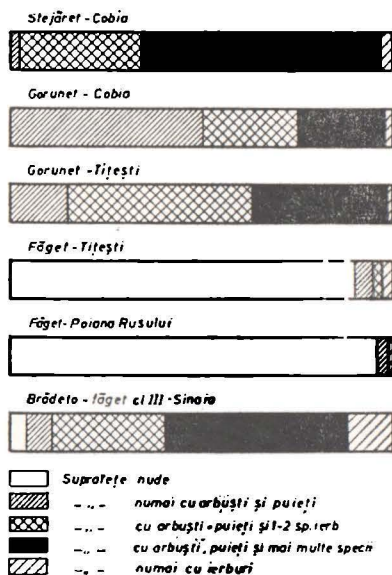 Stejăret - Cobia
Gorunet - Cobia
Gorunet - Titești
Făget - Titești
Făget - Poiana Rusului
Brădeto - făget cl III - Sinaia
Suprafețe nude
- „ - numai cu arbuști și puieți
- „ - cu arbuști + puieți și 1-2 sp. ierb
- „ - cu arbuști, puieți și mai multe specii
- „ - numai cu ierburi